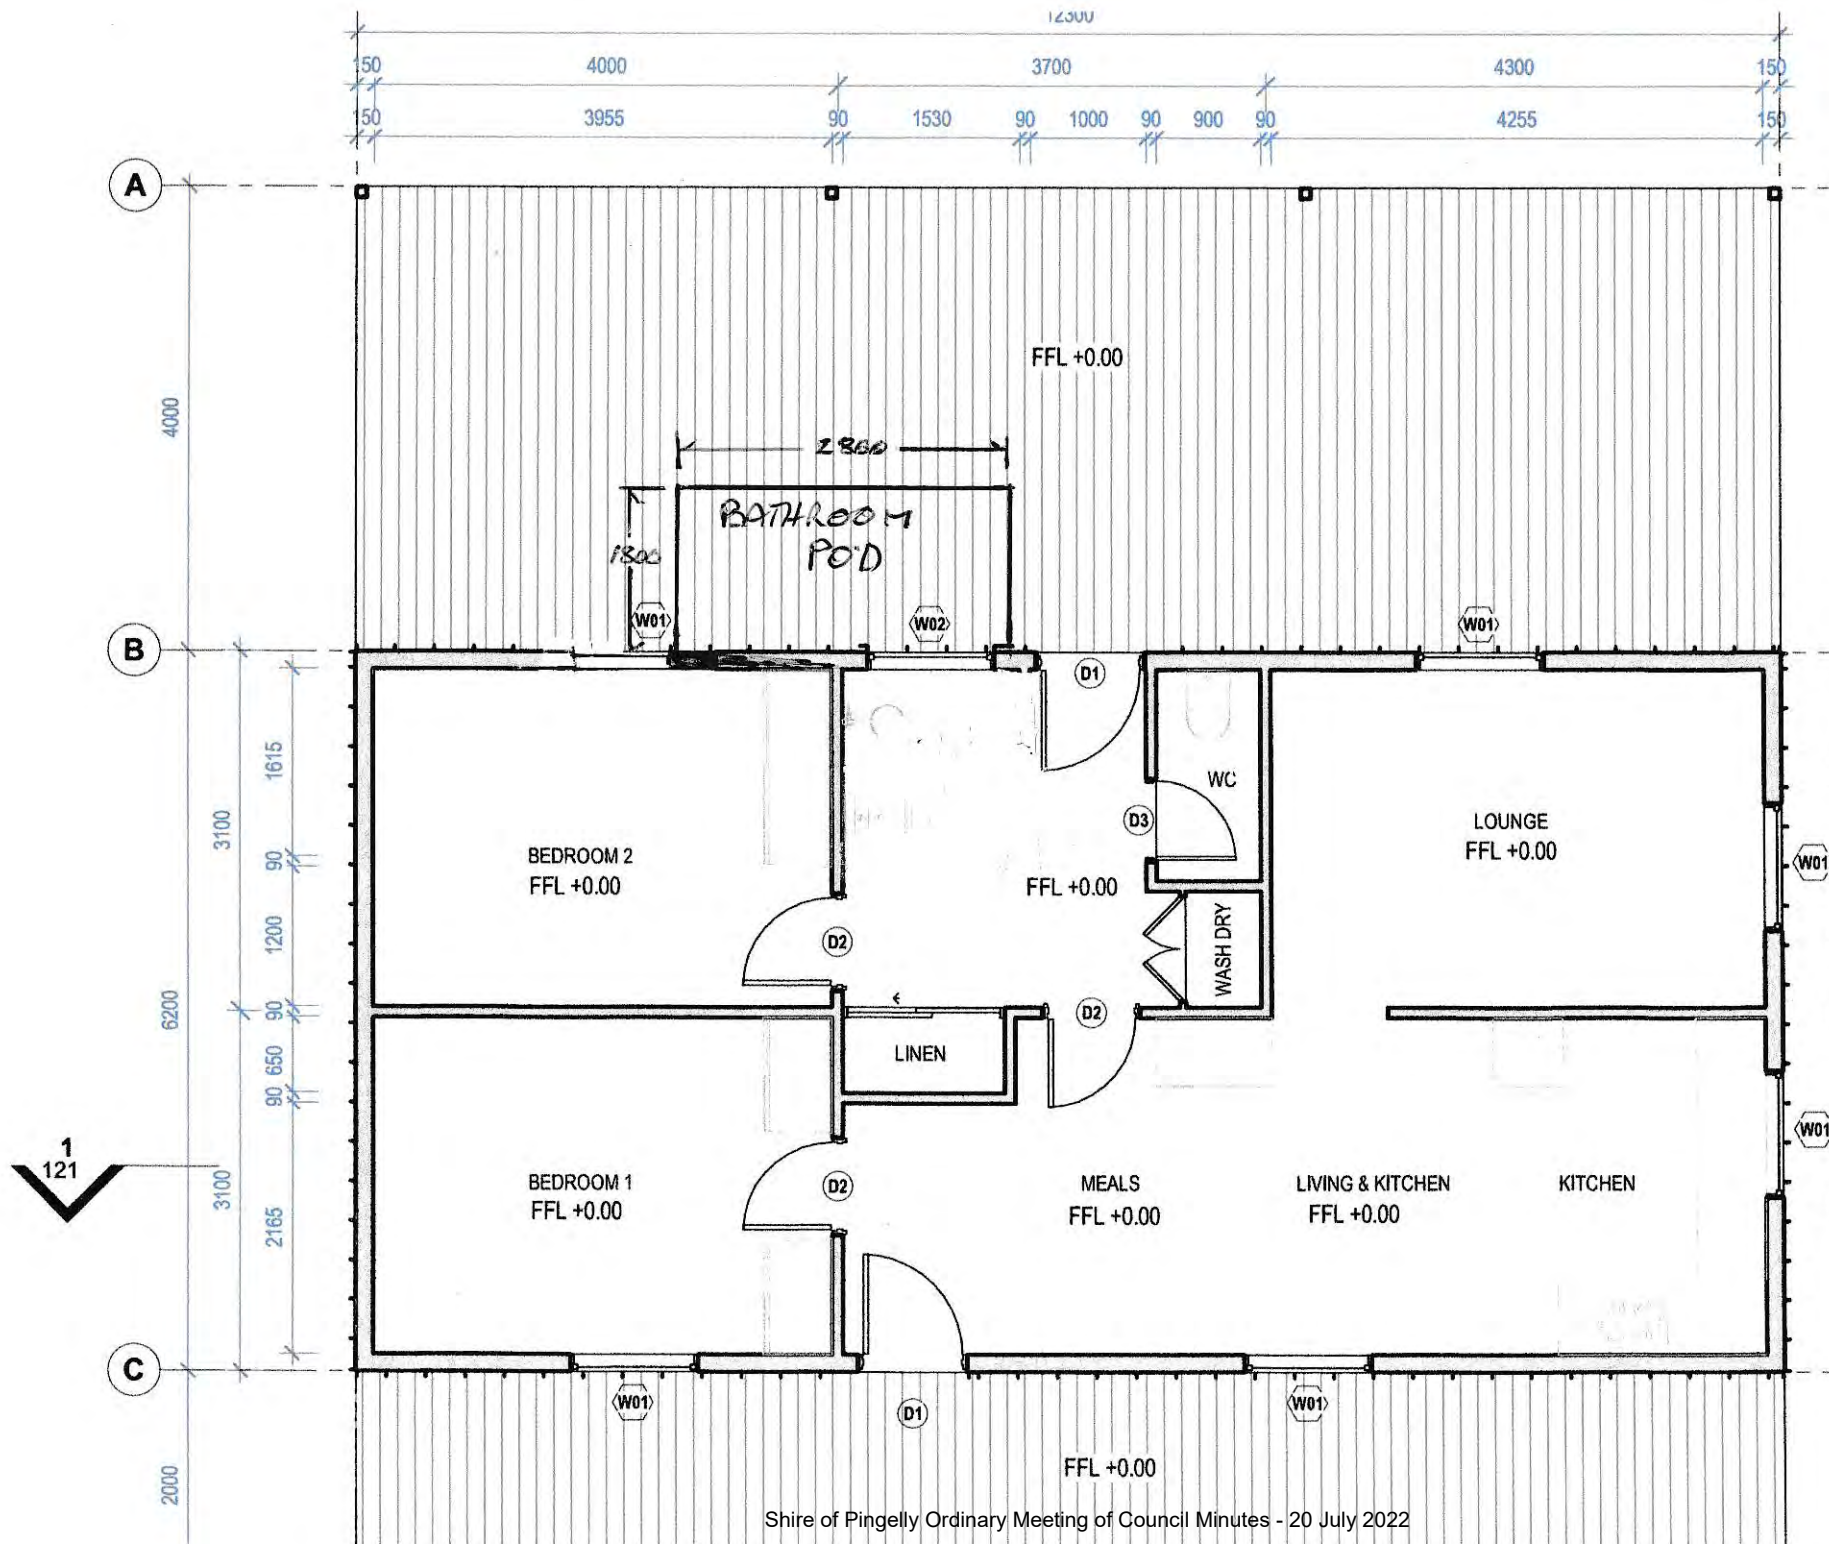 12300
150 4000 3700 4300 150
150 3955 90 1530 90 1000 90 900 90 4255 150
A
FFL +0.00
4000
2800
BATHROOM
POD
1800
W01 W02 W01
B
D1
1615
WC
D3
3100
LOUNGE
FFL +0.00
W01
90
BEDROOM 2
FFL +0.00
FFL +0.00
1200
D2
WASH DRY
6200
90
D2
LINEN
650
90
W01
1
121
3100
2165
BEDROOM 1
FFL +0.00
D2
MEALS
FFL +0.00
LIVING & KITCHEN
FFL +0.00
KITCHEN
C
W01 D1 W01
2000
FFL +0.00
Shire of Pingelly Ordinary Meeting of Council Minutes - 20 July 2022